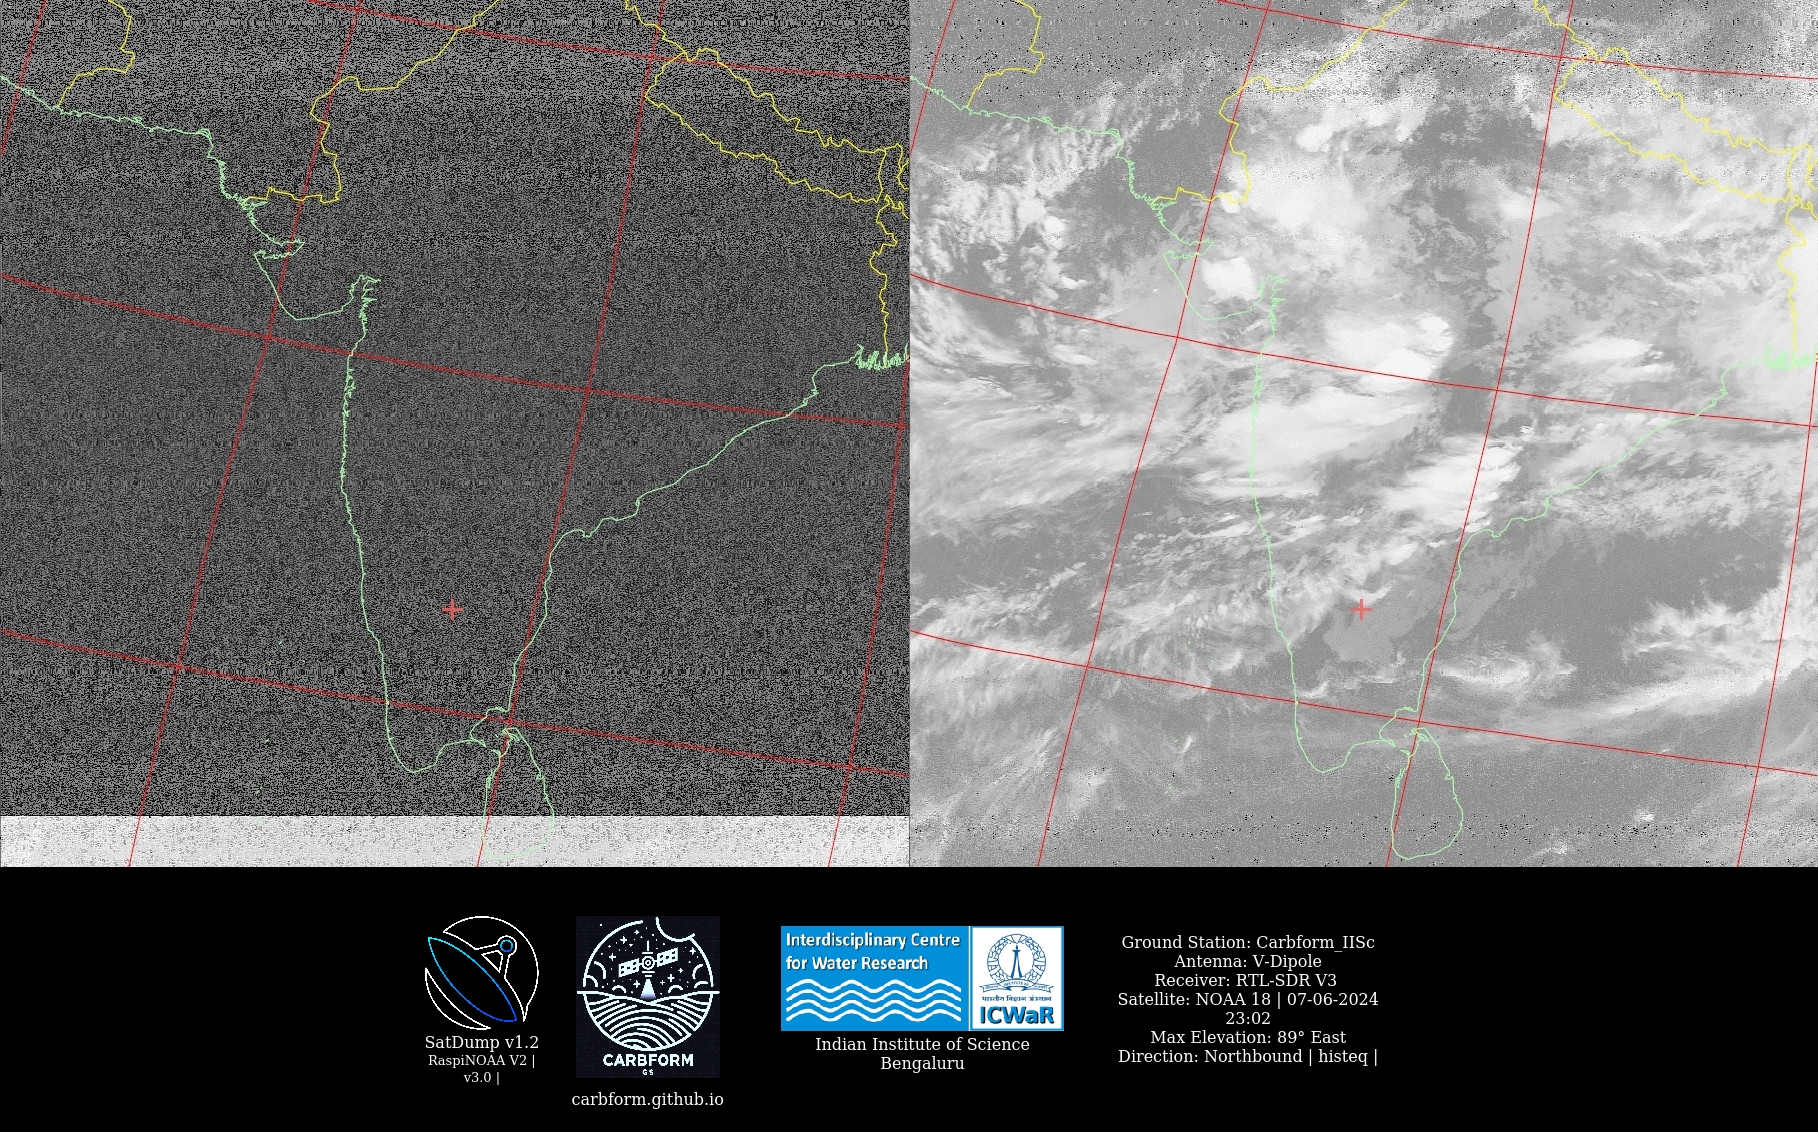 SatDump v1.2
RaspiNOAA V2 |
v3.0 |
CARBFORM
GS
carbform.github.io
Interdisciplinary Centre
for Water Research
भारतीय विज्ञान संस्थान
ICWaR
Indian Institute of Science
Bengaluru
Ground Station: Carbform_IISc
Antenna: V-Dipole
Receiver: RTL-SDR V3
Satellite: NOAA 18 | 07-06-2024
23:02
Max Elevation: 89° East
Direction: Northbound | histeq |